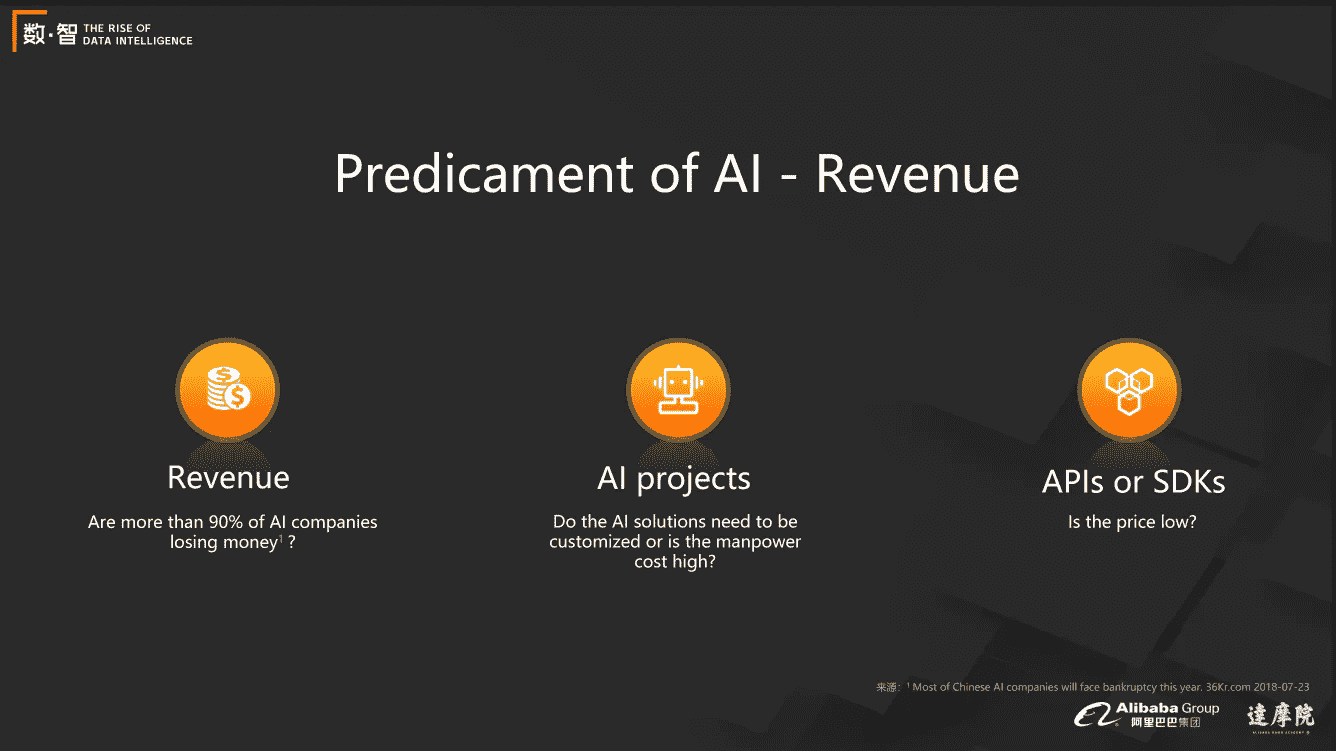 数·智 THE RISE OF
DATA INTELLIGENCE
Predicament of AI - Revenue
Revenue
Are more than 90% of AI companies
losing money¹ ?
AI projects
Do the AI solutions need to be
customized or is the manpower
cost high?
APIs or SDKs
Is the price low?
来源：¹ Most of Chinese AI companies will face bankruptcy this year. 36Kr.com 2018-07-23
Alibaba Group
阿里巴巴集团
達摩院